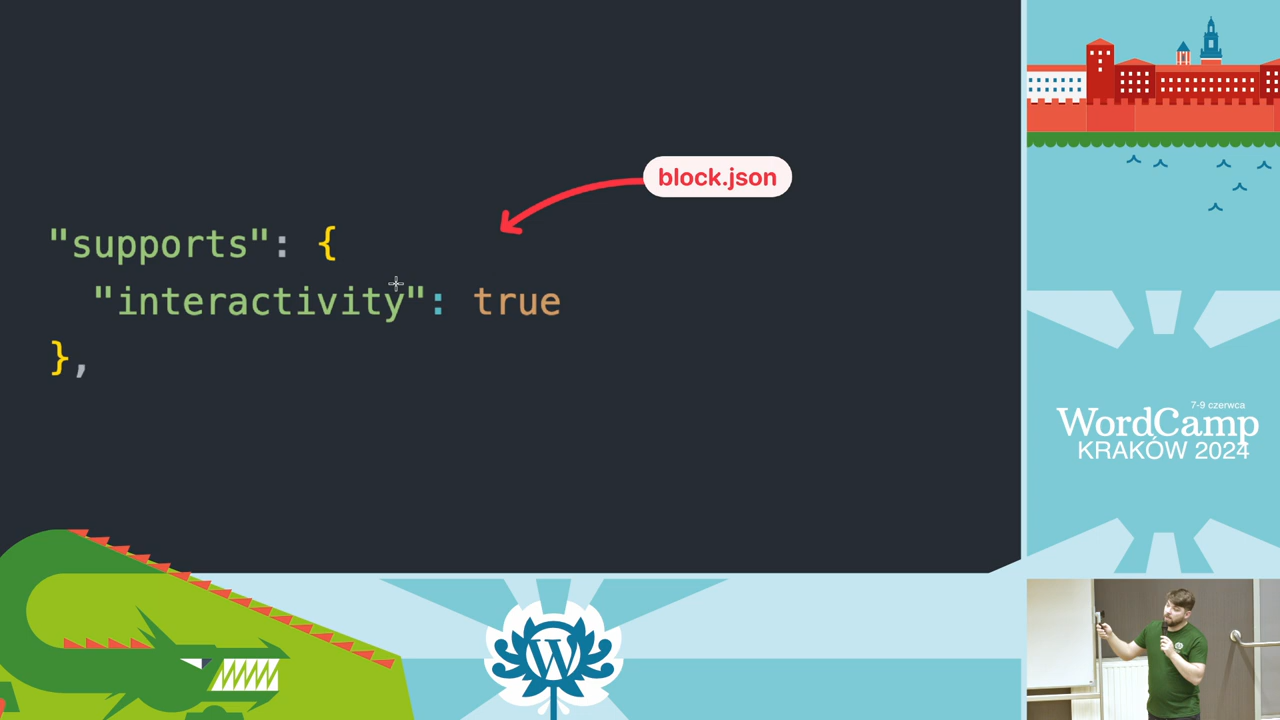 block.json
"supports": {
"interactivity": true
},
7-9 czerwca
WordCamp
KRAKÓW 2024
W